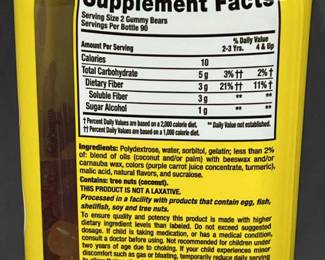 Supplement Facts
Serving Size 2 Gummy Bears
Servings Per Bottle 90
% Daily Value
Amount Per Serving 2-3 Yrs. 4 & Up
Calories 10
Total Carbohydrate 5 g 3% †† 2% †
Dietary Fiber 3 g 21% †† 11% †
Soluble Fiber 3 g ** **
Sugar Alcohol 1 g ** **
† Percent Daily Values are based on a 2,000 calorie diet. ** Daily Value not established.
†† Percent Daily Values are based on a 1,000 calorie diet.
Ingredients: Polydextrose, water, sorbitol, gelatin; less than 2%
of: blend of oils (coconut and/or palm) with beeswax and/or
carnauba wax, colors (purple carrot juice concentrate, turmeric),
malic acid, natural flavors, and sucralose.
Contains: tree nuts (coconut).
THIS PRODUCT IS NOT A LAXATIVE.
Processed in a facility with products that contain egg, fish,
shellfish, soy and tree nuts.
To ensure quality and potency this product is made with higher
dietary ingredient levels than labeled. Do not exceed suggested
dosage. If child is taking medication, or has a medical condition,
consult a doctor before using. Not recommended for children under
two years of age due to choking. If your child experiences minor
discomfort such as gas or bloating, temporarily reduce daily serving